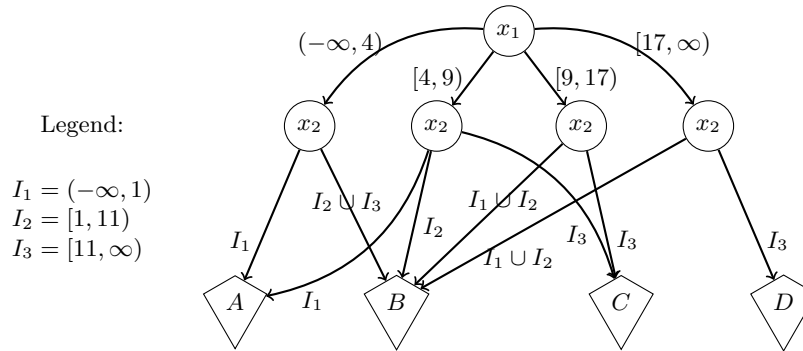 x₁
(-∞, 4)
[4, 9)
[9, 17)
[17, ∞)
x₂
x₂
x₂
x₂
Legend:
I₁ = (-∞, 1)
I₂ = [1, 11)
I₃ = [11, ∞)
I₂ ∪ I₃
I₁ ∪ I₂
I₁
I₂
I₃
I₃
I₁ ∪ I₂
I₃
I₁
A
B
C
D